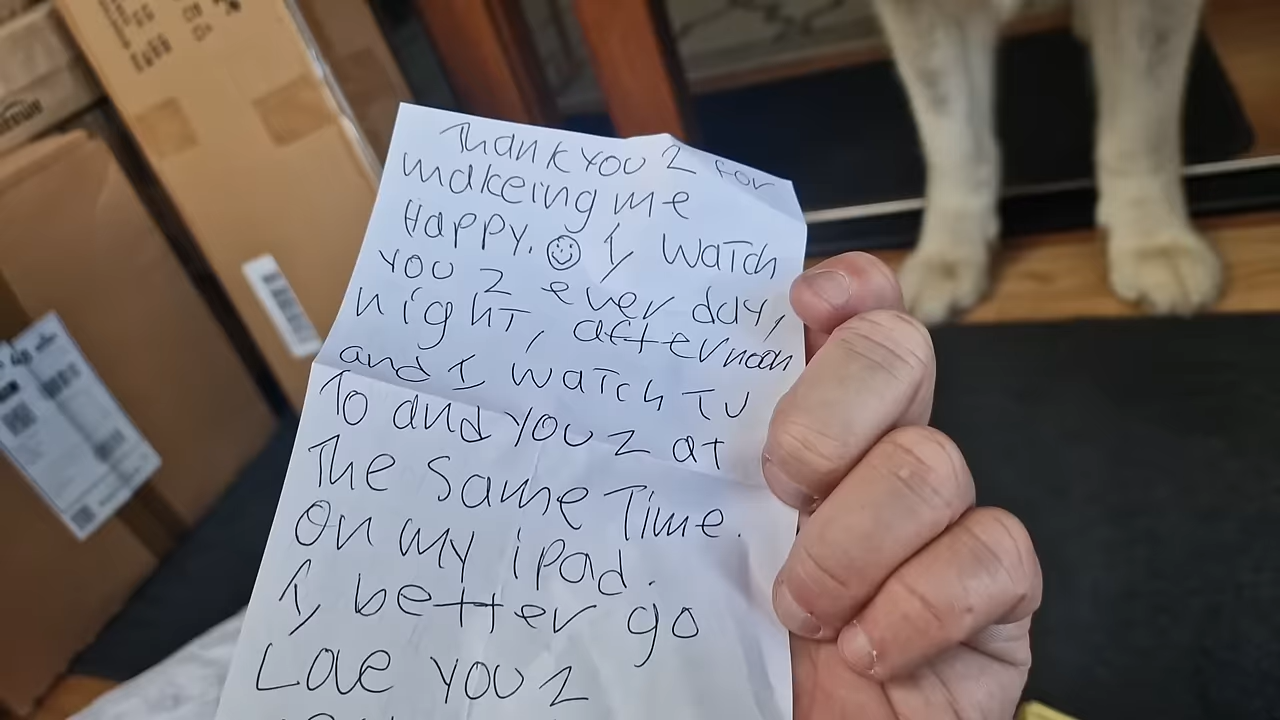 Thank you 2 for
makeing me
Happy. ☺ I, watch
you 2 ever day,
night, afternoon
and I, watch TV
To and you 2 at
The same Time.
on my ipad.
I, better go
Love you 2